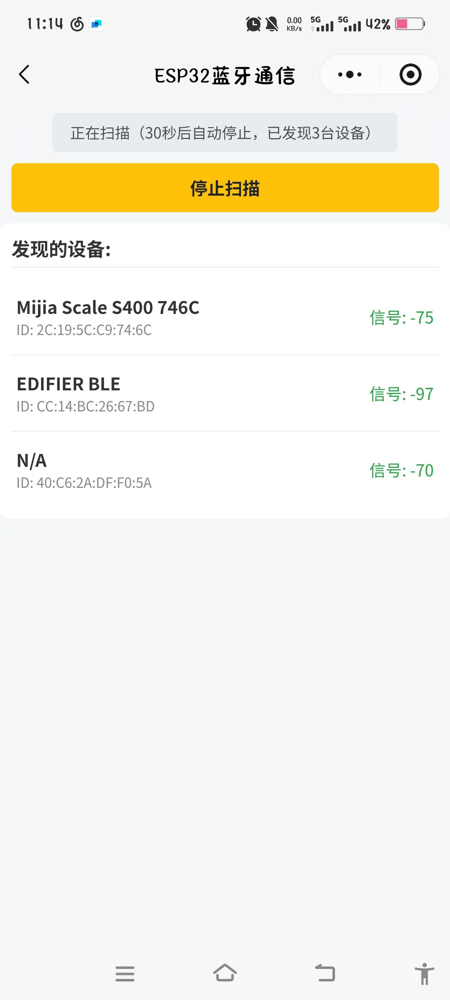 11:14
0.00
KB/s
5G
5G
42%
ESP32蓝牙通信
正在扫描（30秒后自动停止，已发现3台设备）
停止扫描
发现的设备:
Mijia Scale S400 746C
ID: 2C:19:5C:C9:74:6C
信号: -75
EDIFIER BLE
ID: CC:14:BC:26:67:BD
信号: -97
N/A
ID: 40:C6:2A:DF:F0:5A
信号: -70